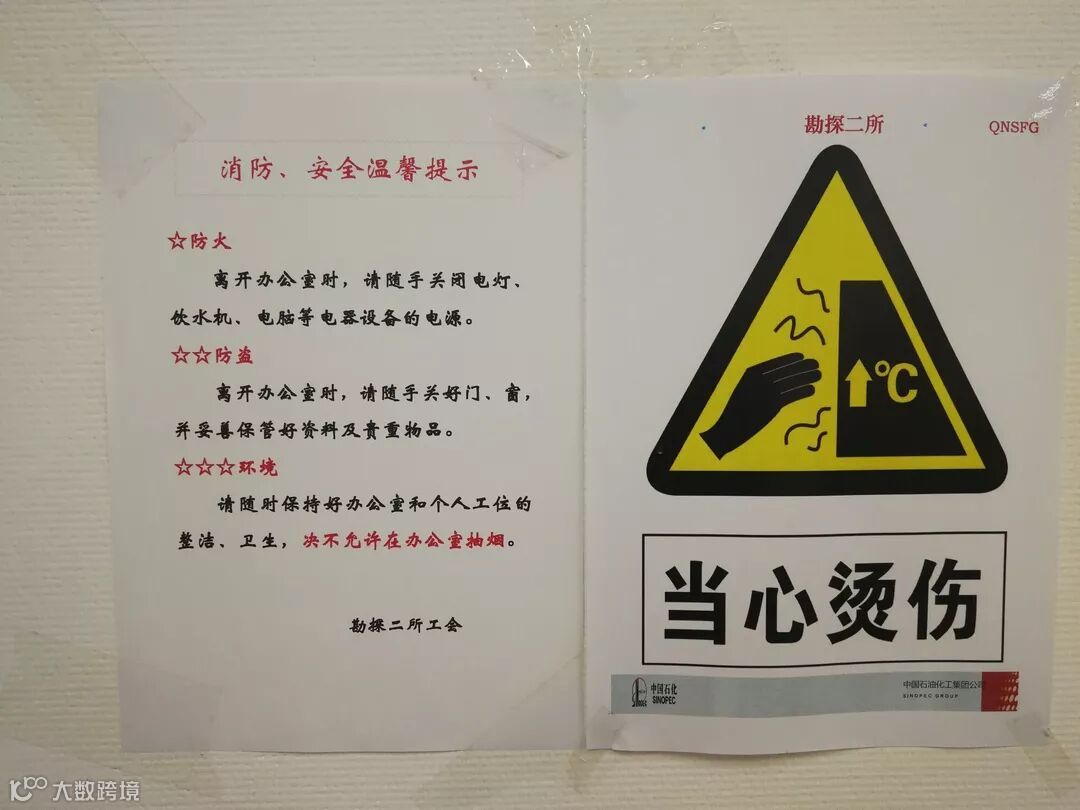 消防、安全温馨提示
☆防火
离开办公室时，请随手关闭电灯、
饮水机、电脑等电器设备的电源。
☆☆防盗
离开办公室时，请随手关好门、窗，
并妥善保管好资料及贵重物品。
☆☆☆环境
请随时保持好办公室和个人工位的
整洁、卫生，决不允许在办公室抽烟。
勘探二所工会
勘探二所
QNSFG
℃
当心烫伤
中国石化
SINOPEC
中国石油化工集团公司
SINOPEC GROUP
大数跨境